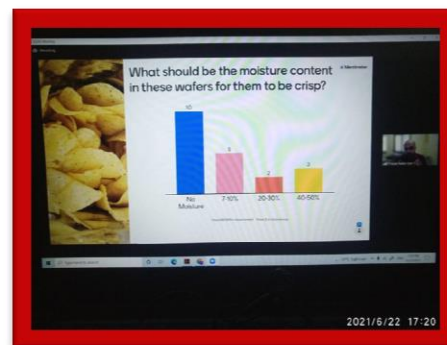 What should be the moisture content
in these wafers for them to be crisp?
Mentimeter
10
5
2
3
No
Moisture
7-10%
20-30%
40-50%
2021/6/22 17:20